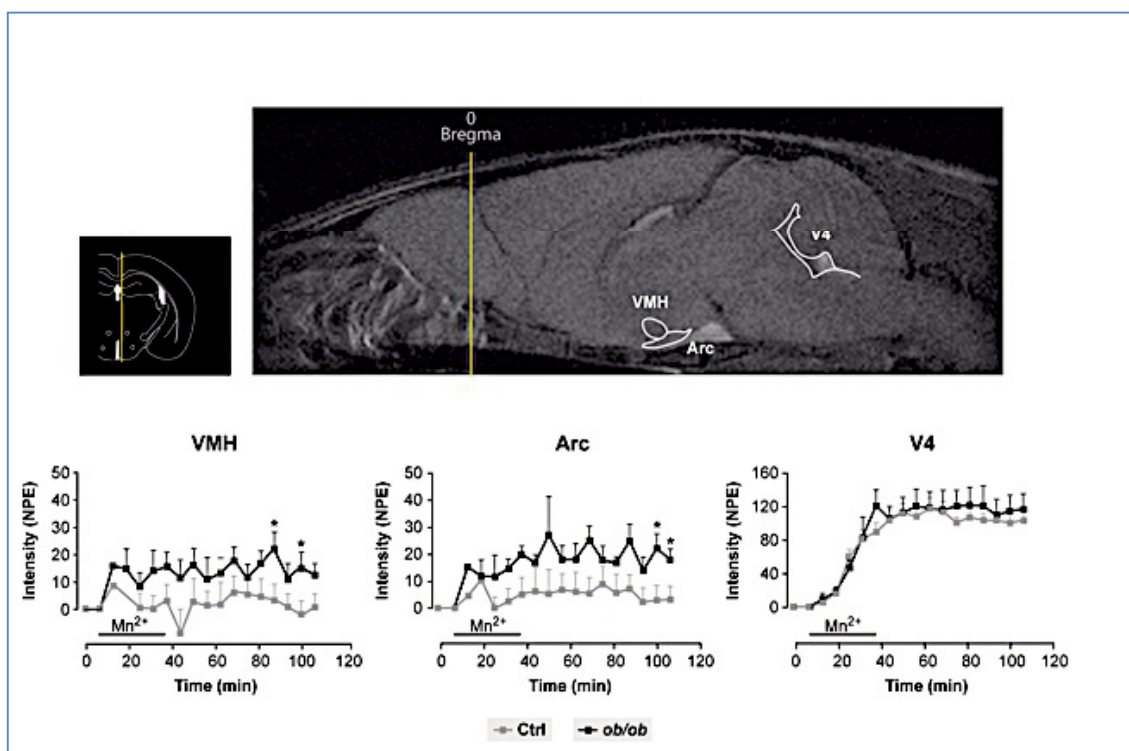 0
Bregma
V4
VMH
Arc
VMH
Arc
V4
50
40
30
20
10
0
Intensity (NPE)
Mn²⁺
0 20 40 60 80 100 120
Time (min)
*
*
50
40
30
20
10
0
Intensity (NPE)
Mn²⁺
0 20 40 60 80 100 120
Time (min)
*
*
160
120
80
40
0
Intensity (NPE)
Mn²⁺
0 20 40 60 80 100 120
Time (min)
Ctrl ob/ob